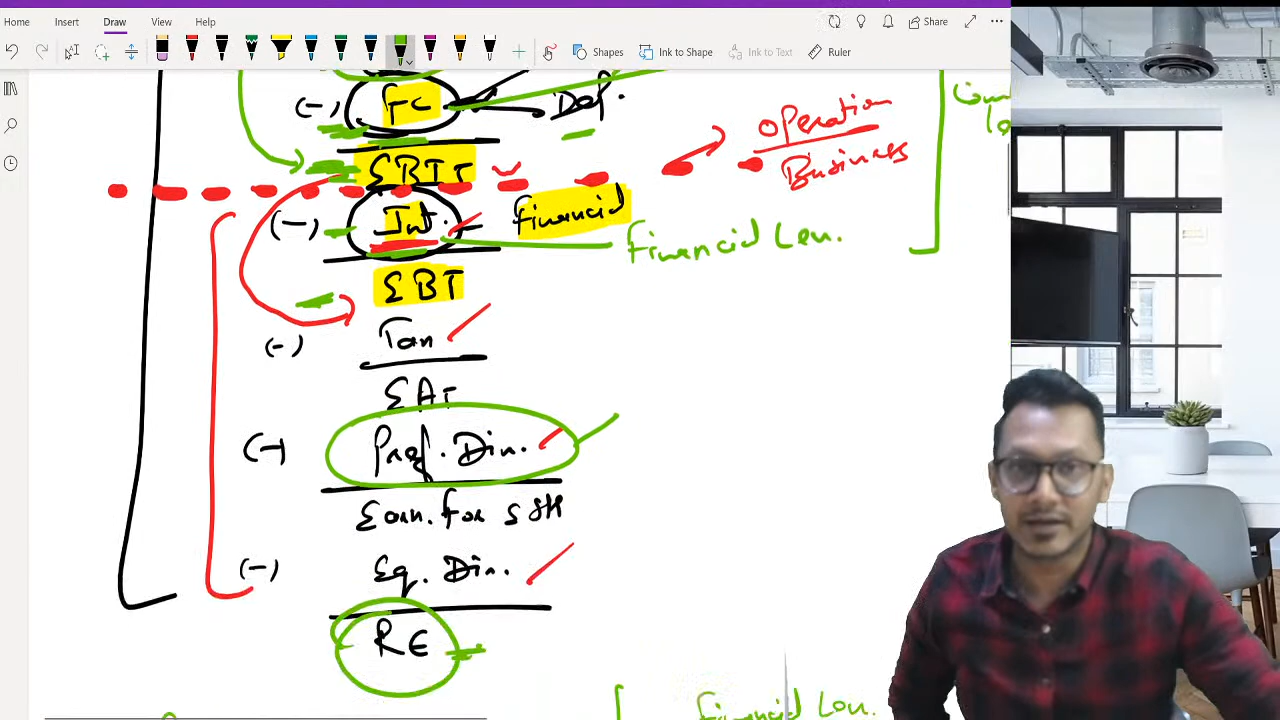 Home Insert Draw View Help Share
Shapes Ink to Shape Ink to Text Ruler
(-) FC Def.
Operation
Business
EBIT
(-) Int. financial
financial Lev.
EBT
(-) Tax
EAT
(-) Pref. Div.
Earn. for ESH
(-) Eq. Div.
RE
financial Lev.